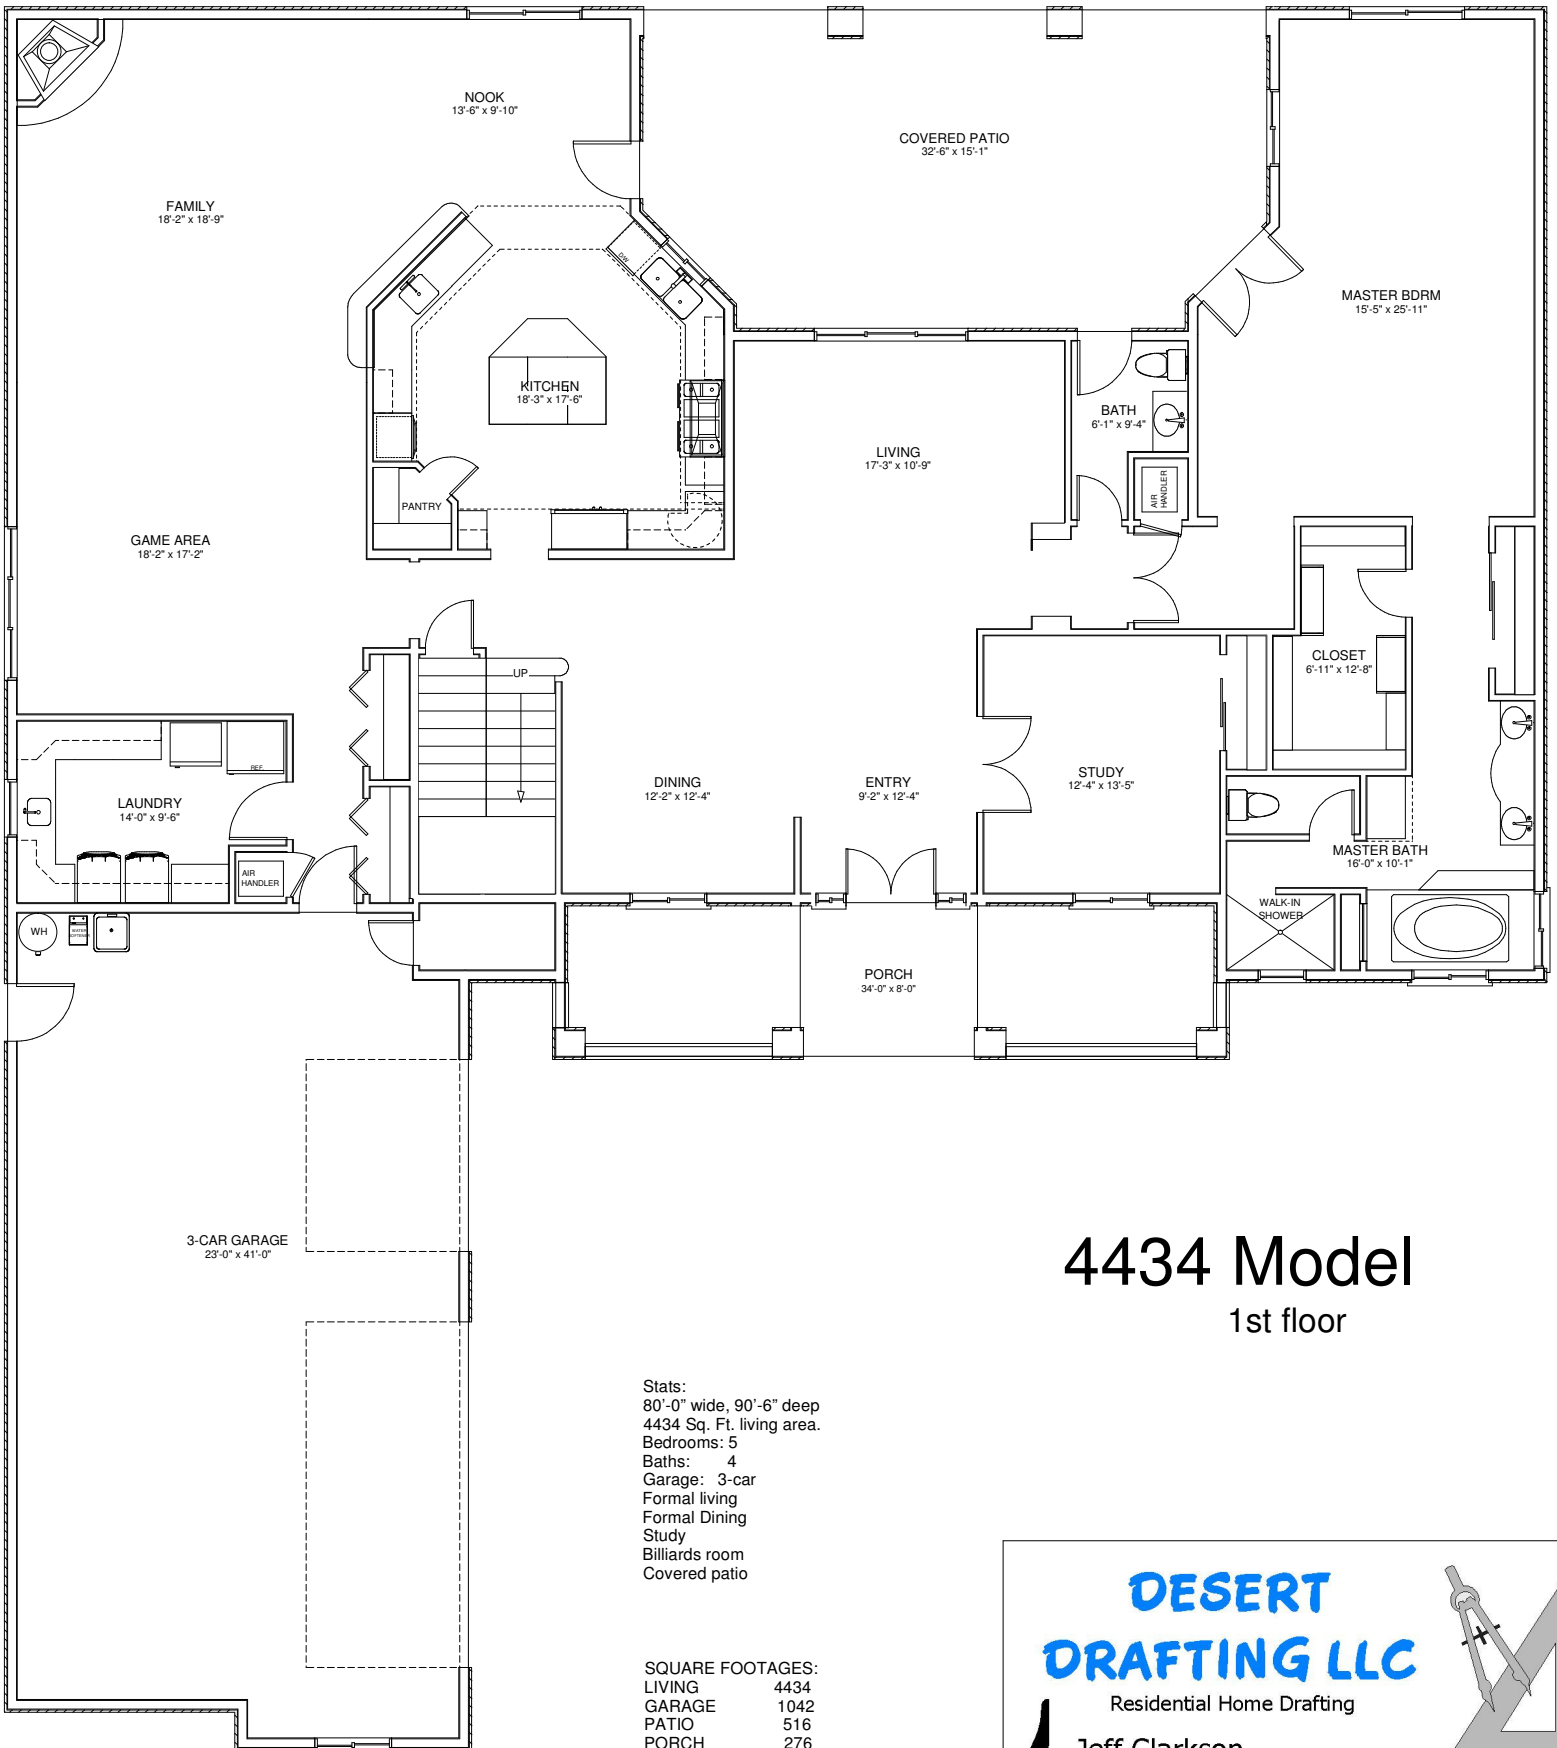 NOOK
13'-6" x 9'-10"
COVERED PATIO
32'-6" x 15'-1"
FAMILY
18'-2" x 18'-9"
DW
MASTER BDRM
15'-5" x 25'-11"
KITCHEN
18'-3" x 17'-6"
BATH
6'-1" x 9'-4"
LIVING
17'-3" x 10'-9"
AIR
HANDLER
PANTRY
GAME AREA
18'-2" x 17'-2"
CLOSET
6'-11" x 12'-8"
UP
REF.
STUDY
12'-4" x 13'-5"
DINING
12'-2" x 12'-4"
ENTRY
9'-2" x 12'-4"
LAUNDRY
14'-0" x 9'-6"
MASTER BATH
16'-0" x 10'-1"
AIR
HANDLER
WALK-IN
SHOWER
WH
WATER
SOFTENER
PORCH
34'-0" x 8'-0"
3-CAR GARAGE
23'-0" x 41'-0"
4434 Model
1st floor
Stats:
80'-0” wide, 90'-6” deep
4434 Sq. Ft. living area.
Bedrooms: 5
Baths: 4
Garage: 3-car
Formal living
Formal Dining
Study
Billiards room
Covered patio
SQUARE FOOTAGES:
LIVING 4434
GARAGE 1042
PATIO 516
PORCH 276
DESERT
DRAFTING LLC
Residential Home Drafting
Jeff Clarkson